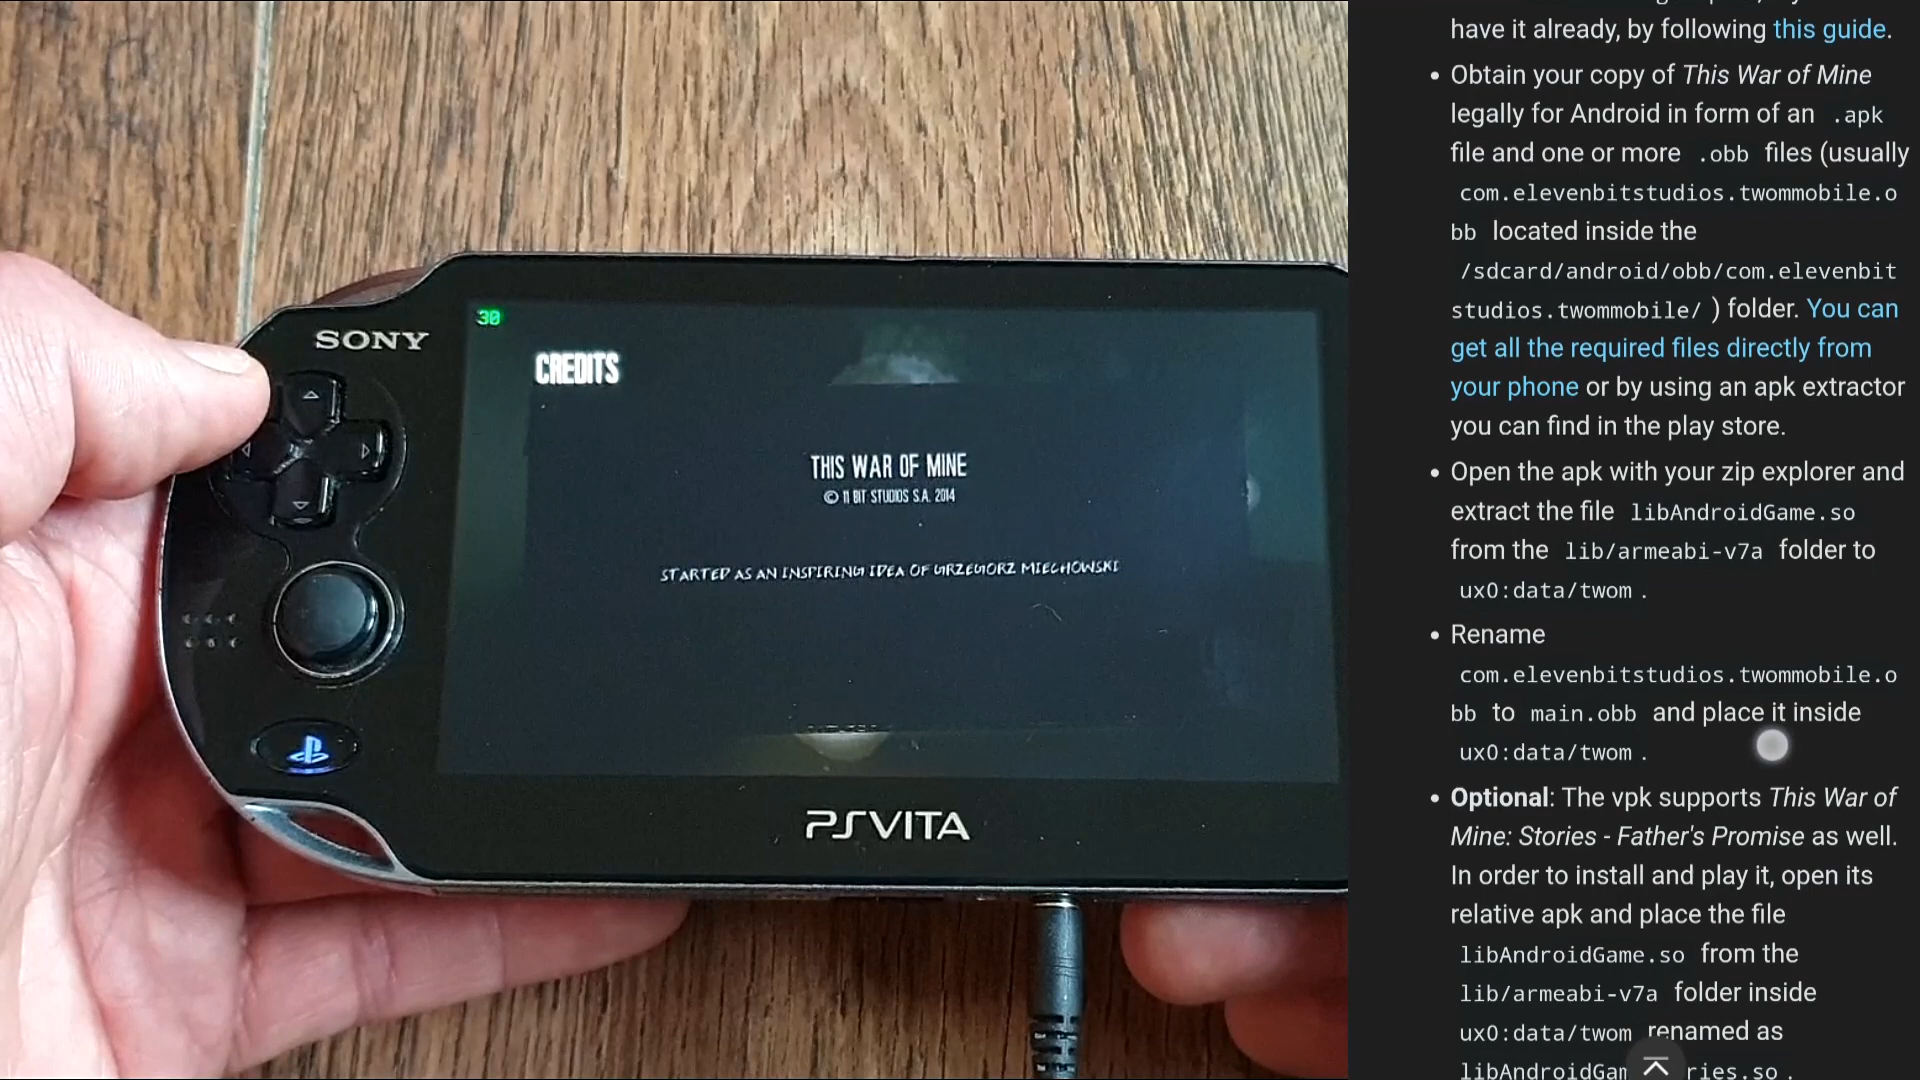 SONY
30
CREDITS
THIS WAR OF MINE
© 11 BIT STUDIOS S.A. 2014
STARTED AS AN INSPIRING IDEA OF GRZEGORZ MIECHOWSKI
PSVITA
have it already, by following this guide.
• Obtain your copy of This War of Mine
legally for Android in form of an .apk
file and one or more .obb files (usually
com.elevenbitstudios.twommobile.o
bb located inside the
/sdcard/android/obb/com.elevenbit
studios.twommobile/ ) folder. You can
get all the required files directly from
your phone or by using an apk extractor
you can find in the play store.
• Open the apk with your zip explorer and
extract the file libAndroidGame.so
from the lib/armeabi-v7a folder to
ux0:data/twom .
• Rename
com.elevenbitstudios.twommobile.o
bb to main.obb and place it inside
ux0:data/twom .
• Optional: The vpk supports This War of
Mine: Stories - Father's Promise as well.
In order to install and play it, open its
relative apk and place the file
libAndroidGame.so from the
lib/armeabi-v7a folder inside
ux0:data/twom renamed as